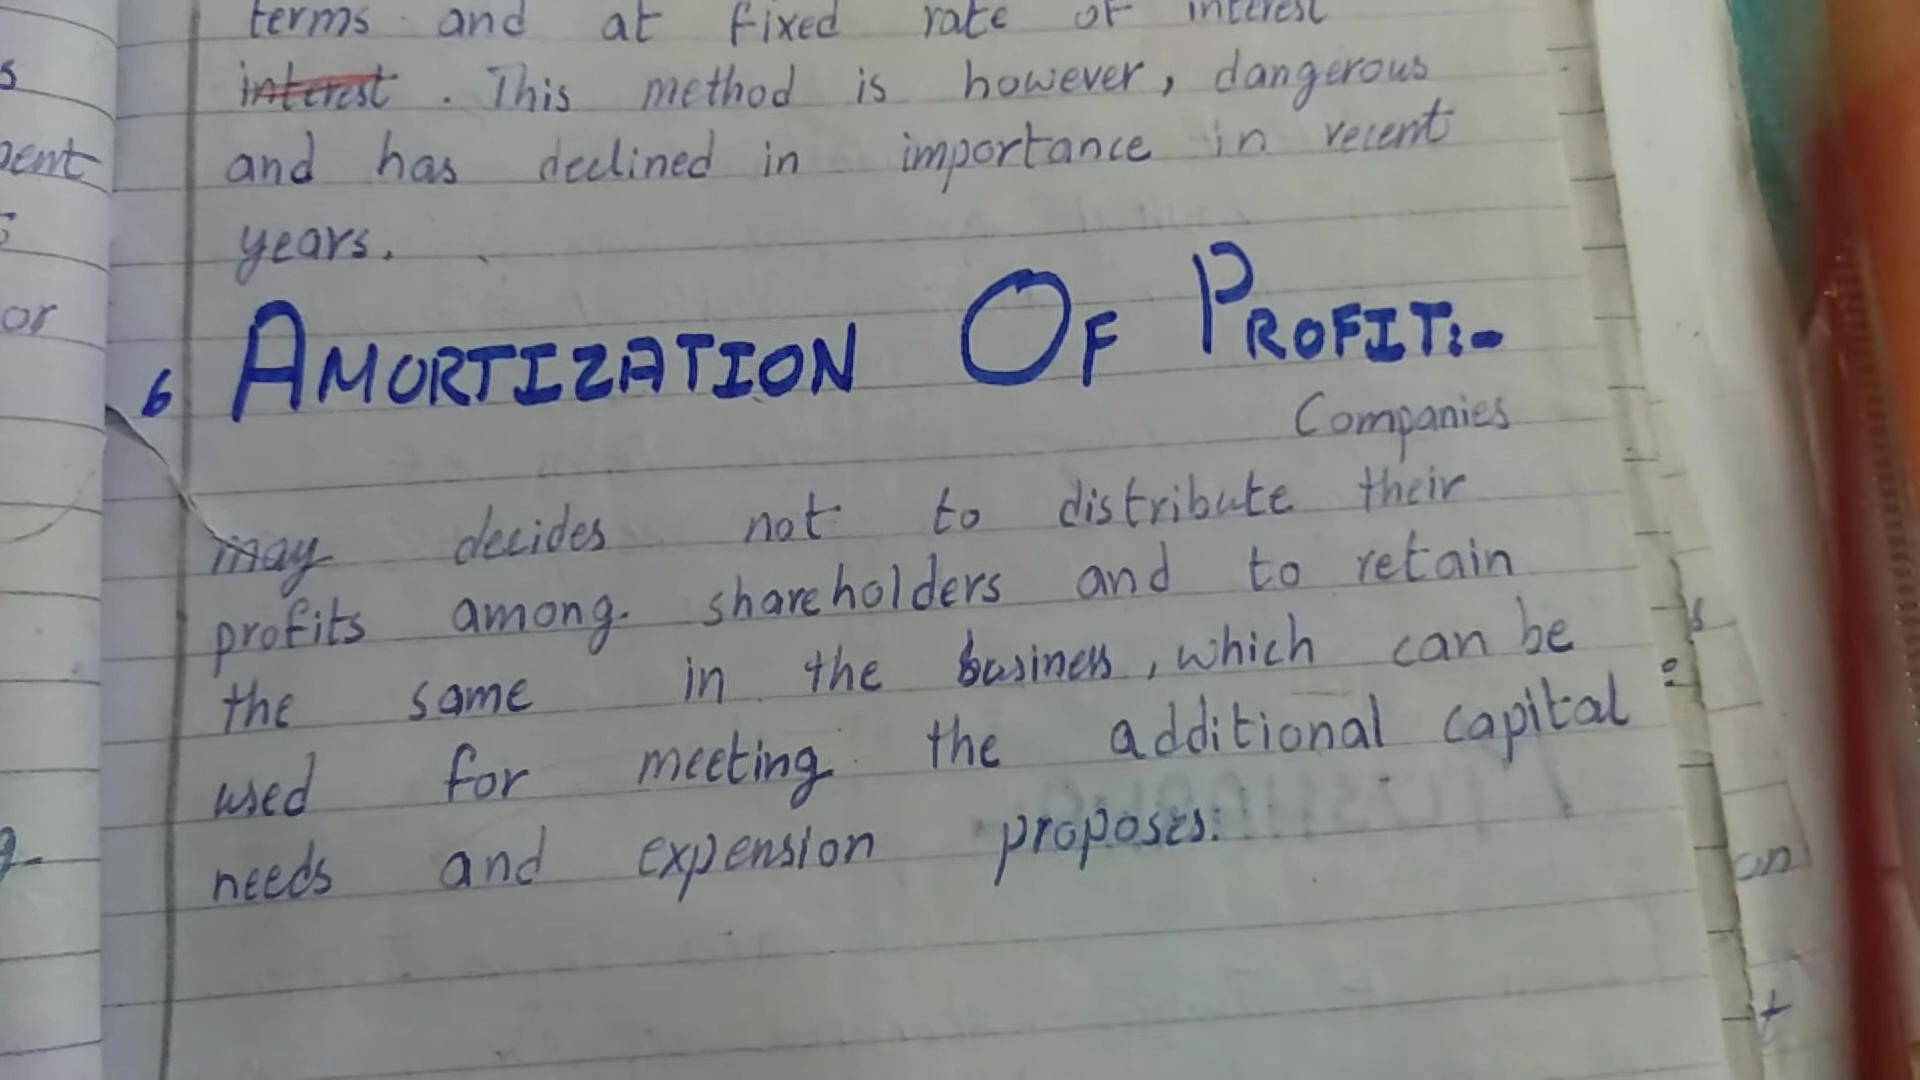 terms and at fixed rate of interest
interest. This method is however, dangerous
and has declined in importance in recent
years.
6 AMORTIZATION OF PROFIT:-
Companies
may decides not to distribute their
profits among shareholders and to retain
the same in the business, which can be
used for meeting the additional capital
needs and expension proposes.